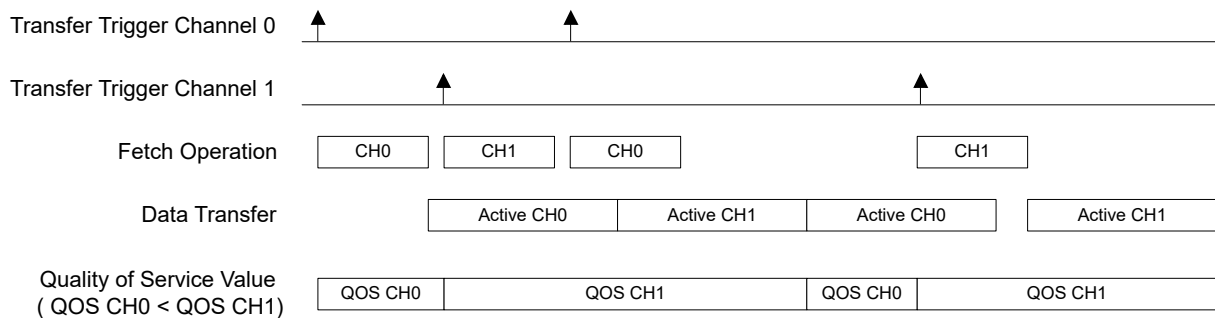 Transfer Trigger Channel 0
Transfer Trigger Channel 1
Fetch Operation
CH0
CH1
CH0
CH1
Data Transfer
Active CH0
Active CH1
Active CH0
Active CH1
Quality of Service Value
( QOS CH0 < QOS CH1)
QOS CH0
QOS CH1
QOS CH0
QOS CH1